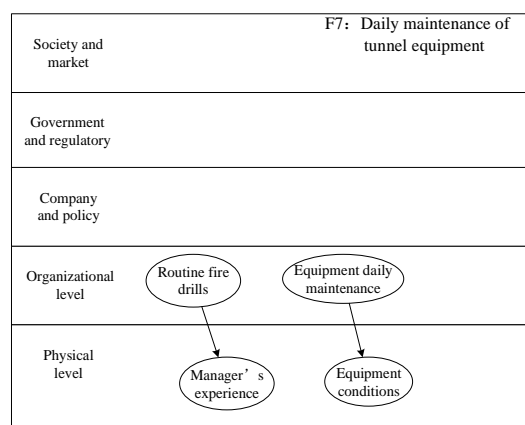 F7：Daily maintenance of
tunnel equipment
Society and
market
Government
and regulatory
Company
and policy
Organizational
level
Routine fire
drills
Equipment daily
maintenance
Physical
level
Manager’s
experience
Equipment
conditions